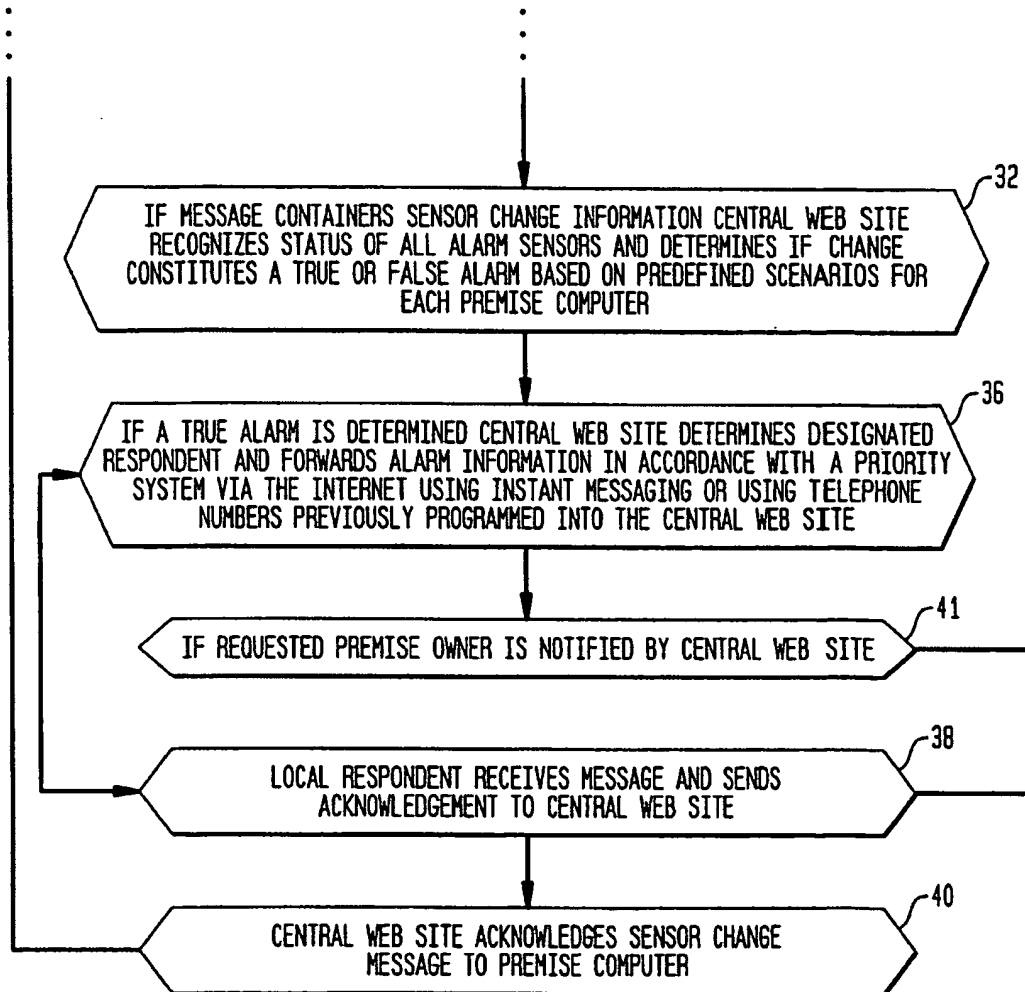 32
IF MESSAGE CONTAINERS SENSOR CHANGE INFORMATION CENTRAL WEB SITE
RECOGNIZES STATUS OF ALL ALARM SENSORS AND DETERMINES IF CHANGE
CONSTITUTES A TRUE OR FALSE ALARM BASED ON PREDEFINED SCENARIOS FOR
EACH PREMISE COMPUTER
36
IF A TRUE ALARM IS DETERMINED CENTRAL WEB SITE DETERMINES DESIGNATED
RESPONDENT AND FORWARDS ALARM INFORMATION IN ACCORDANCE WITH A PRIORITY
SYSTEM VIA THE INTERNET USING INSTANT MESSAGING OR USING TELEPHONE
NUMBERS PREVIOUSLY PROGRAMMED INTO THE CENTRAL WEB SITE
41
IF REQUESTED PREMISE OWNER IS NOTIFIED BY CENTRAL WEB SITE
38
LOCAL RESPONDENT RECEIVES MESSAGE AND SENDS
ACKNOWLEDGEMENT TO CENTRAL WEB SITE
40
CENTRAL WEB SITE ACKNOWLEDGES SENSOR CHANGE
MESSAGE TO PREMISE COMPUTER